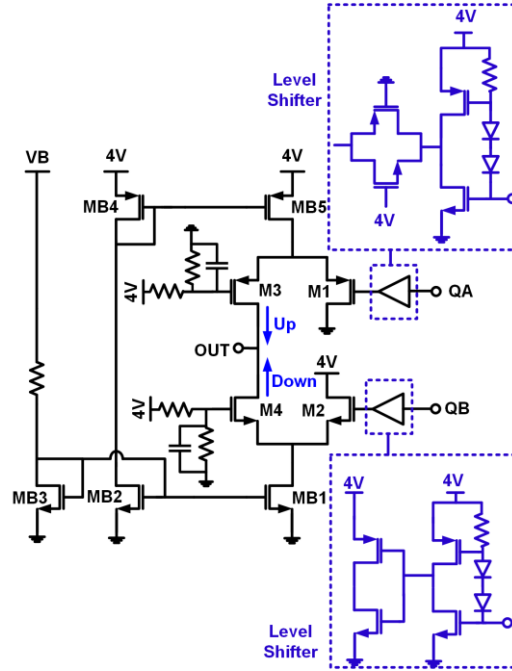 4V
Level
Shifter
4V
VB
4V
4V
MB4
MB5
4V
M3
M1
QA
Up
OUT
Down
4V
4V
M4
M2
QB
MB3
MB2
MB1
4V
4V
Level
Shifter